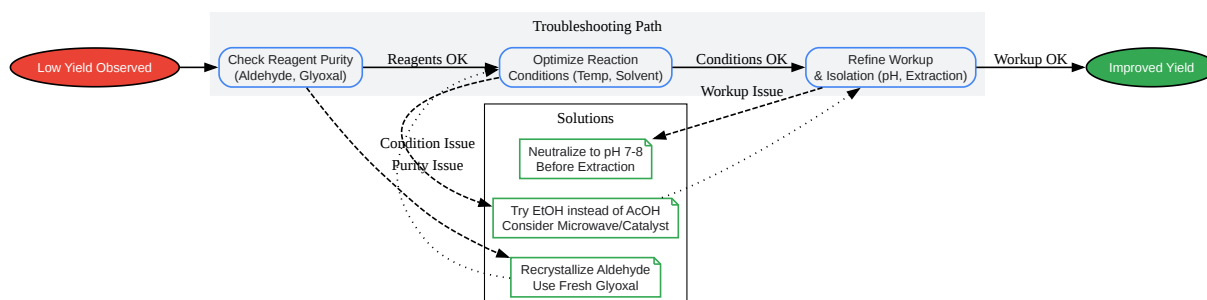 Troubleshooting Path
Low Yield Observed
Check Reagent Purity
(Aldehyde, Glyoxal)
Reagents OK
Optimize Reaction
Conditions (Temp, Solvent)
Conditions OK
Refine Workup
& Isolation (pH, Extraction)
Workup OK
Improved Yield
Workup Issue
Solutions
Condition Issue
Purity Issue
Neutralize to pH 7-8
Before Extraction
Try EtOH instead of AcOH
Consider Microwave/Catalyst
Recrystallize Aldehyde
Use Fresh Glyoxal